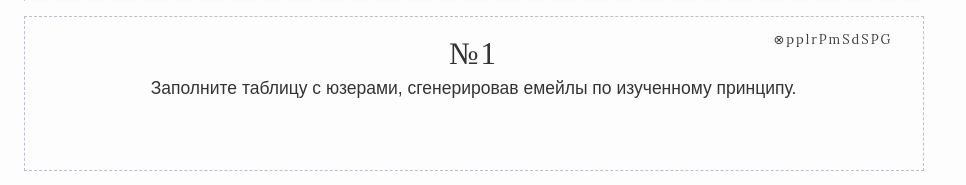 ⊗pplrPmSdSPG
№1
Заполните таблицу с юзерами, сгенерировав емейлы по изученному принципу.